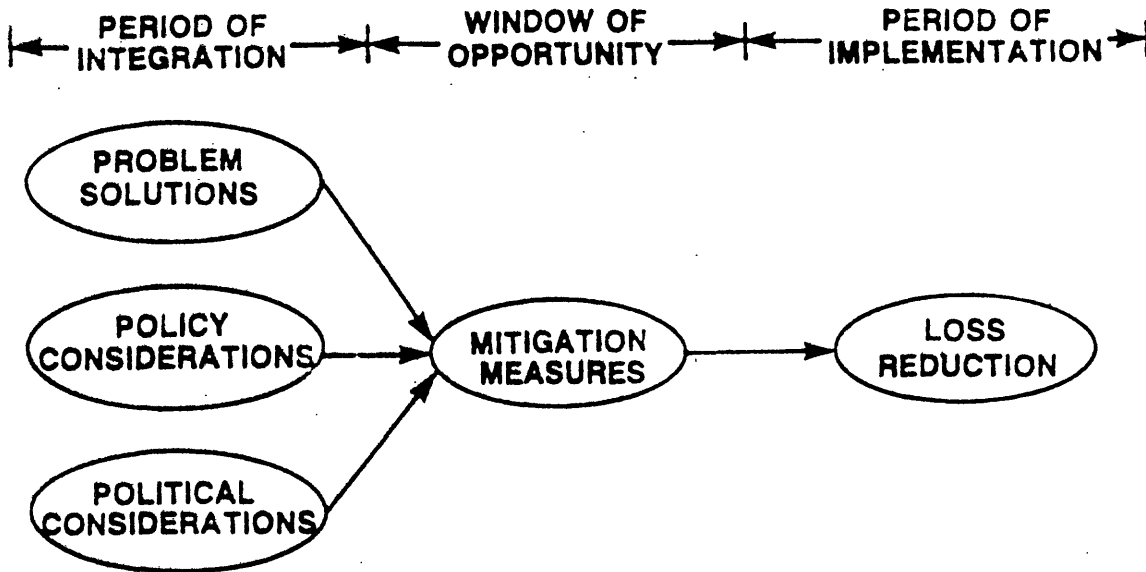 PERIOD OF
INTEGRATION
WINDOW OF
OPPORTUNITY
PERIOD OF
IMPLEMENTATION
PROBLEM
SOLUTIONS
POLICY
CONSIDERATIONS
POLITICAL
CONSIDERATIONS
MITIGATION
MEASURES
LOSS
REDUCTION